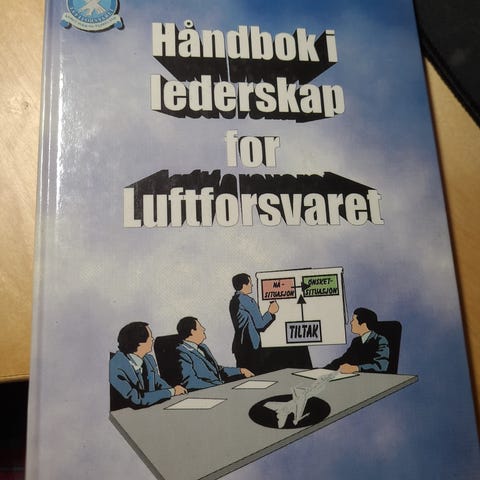 Håndbok i
lederskap
for
Luftforsvaret
NÅ-
SITUASJON
ØNSKET-
SITUASJON
TILTAK